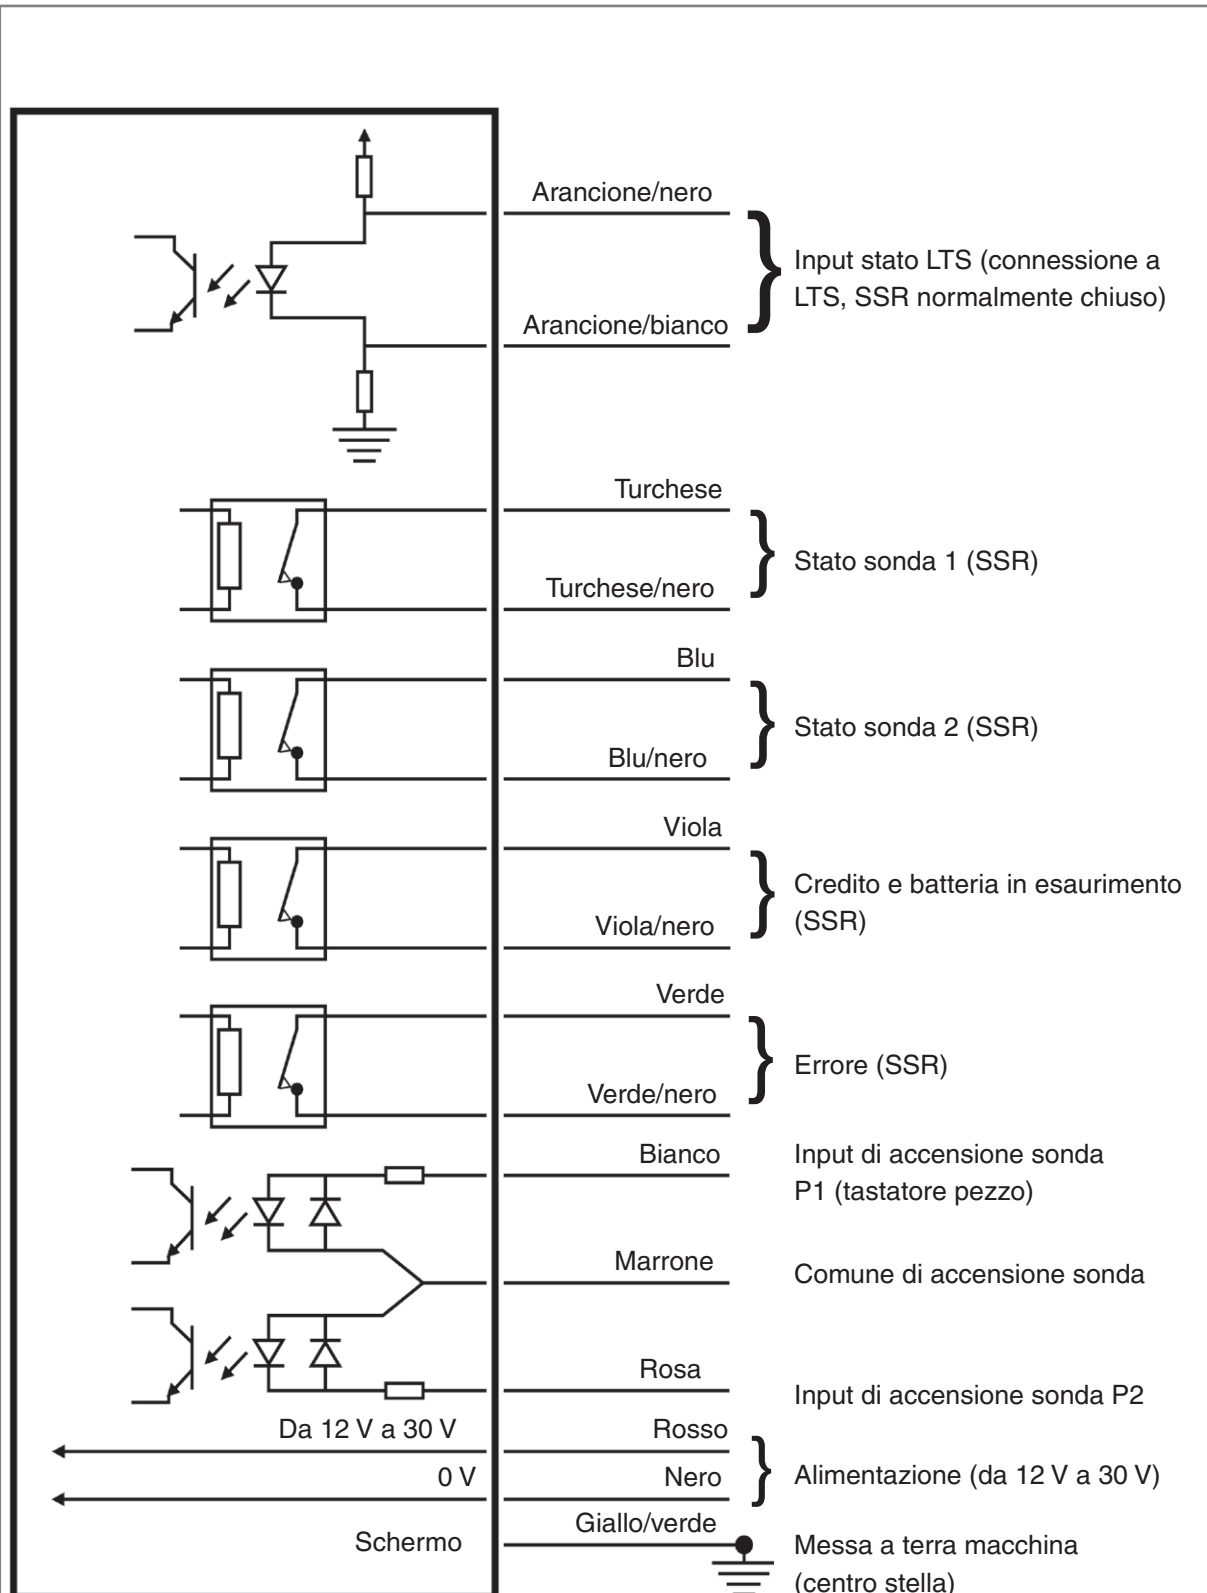 Arancione/nero
Input stato LTS (connessione a
LTS, SSR normalmente chiuso)
Arancione/bianco
Turchese
Stato sonda 1 (SSR)
Turchese/nero
Blu
Stato sonda 2 (SSR)
Blu/nero
Viola
Credito e batteria in esaurimento
(SSR)
Viola/nero
Verde
Errore (SSR)
Verde/nero
Bianco
Input di accensione sonda
P1 (tastatore pezzo)
Marrone
Comune di accensione sonda
Rosa
Input di accensione sonda P2
Da 12 V a 30 V
Rosso
0 V
Nero
Alimentazione (da 12 V a 30 V)
Giallo/verde
Schermo
Messa a terra macchina
(centro stella)